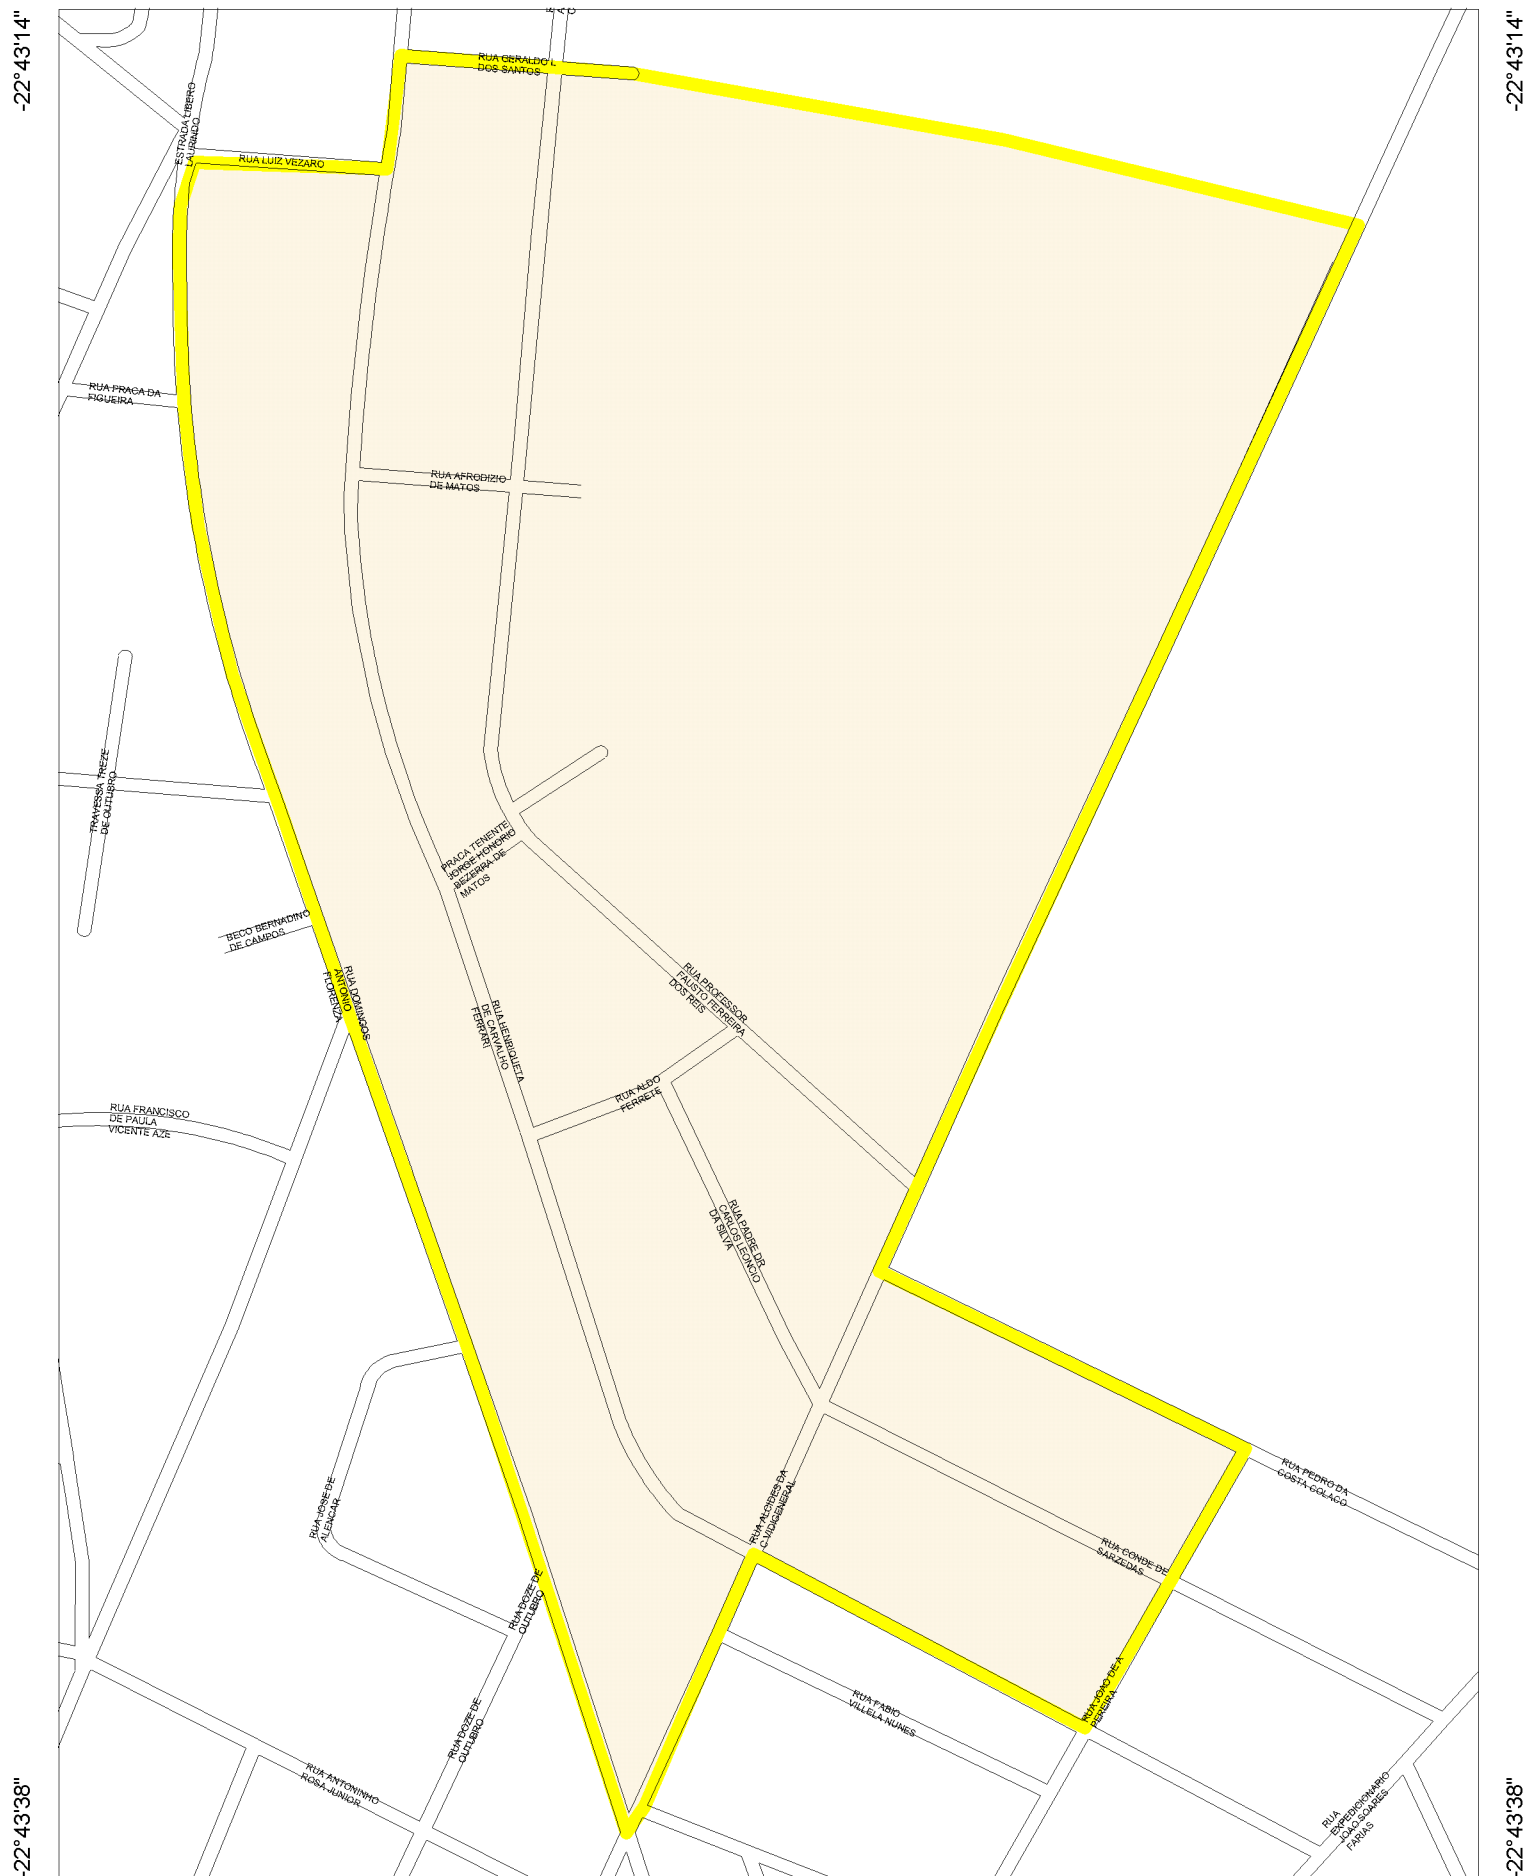 -22°43'14"
-22°43'14"
RUA GERALDO L
DOS SANTOS
ESTRADA LIBERO
LAURINDO
RUA LUIZ VEZARO
RUA PRACA DA
FIGUEIRA
RUA AFRODIZIO
DE MATOS
TRAVESSA TREZE
DE OUTUBRO
PRACA TENENTE
JORGE HONORIO
BEZERRA DE
MATOS
BECO BERNADINO
DE CAMPOS
RUA DOMINGOS
ANTONIO
FLORENZA
RUA PROFESSOR
FAUSTO FERREIRA
DOS REIS
RUA HENRIQUETA
DE CARVALHO
FERRARI
RUA ALDO
FERRETE
RUA FRANCISCO
DE PAULA
VICENTE AZE
RUA PADRE DR
CARLOS LEONCIO
DA SILVA
RUA JOSE DE
ALENCAR
RUA ALCIDES DA
C VIDIGENERAL
RUA PEDRO DA
COSTA COLACO
RUA CONDE DE
SARZEDAS
RUA DOZE DE
OUTUBRO
RUA DOZE DE
OUTUBRO
RUA FABIO
VILLELA NUNES
RUA JOAO DE A
PEREIRA
RUA ANTONINHO
ROSA JUNIOR
RUA
EXPEDICIONARIO
JOAO SOARES
FARIAS
-22°43'38"
-22°43'38"